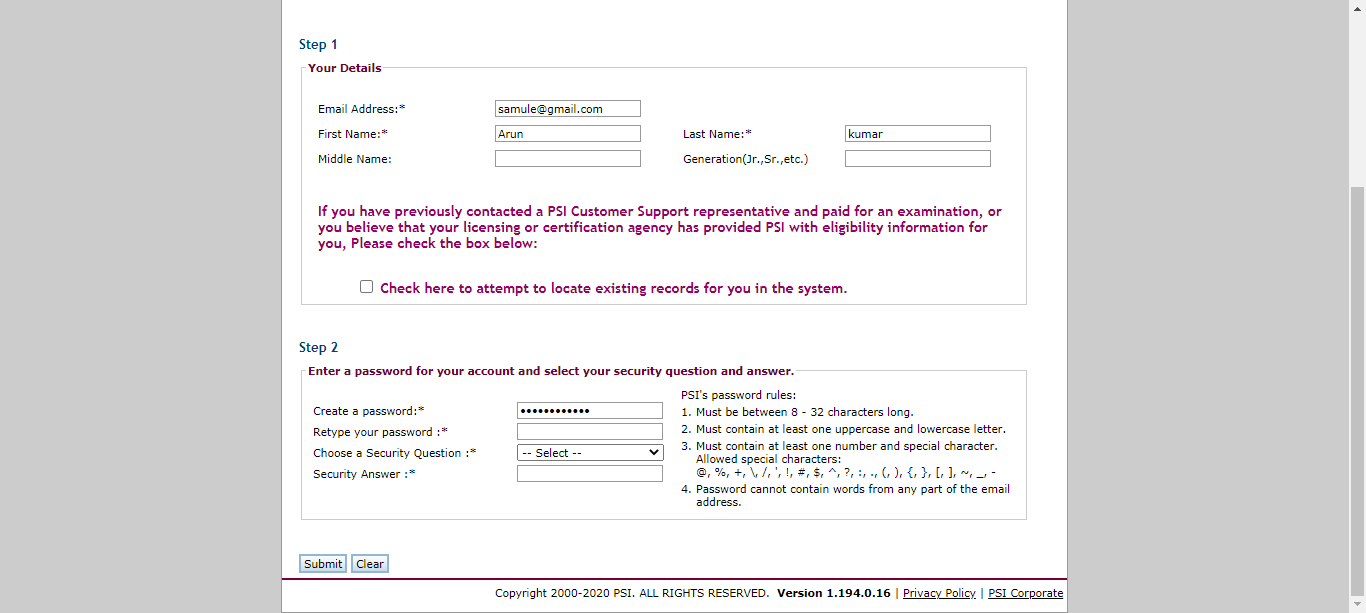 Step 1
Your Details
Email Address:* samule@gmail.com
First Name:* Arun Last Name:* kumar
Middle Name: Generation(Jr.,Sr.,etc.)
If you have previously contacted a PSI Customer Support representative and paid for an examination, or
you believe that your licensing or certification agency has provided PSI with eligibility information for
you, Please check the box below:
Check here to attempt to locate existing records for you in the system.
Step 2
Enter a password for your account and select your security question and answer.
Create a password:* ••••••••••••
Retype your password :*
Choose a Security Question :* -- Select --
Security Answer :*
PSI's password rules:
1. Must be between 8 - 32 characters long.
2. Must contain at least one uppercase and lowercase letter.
3. Must contain at least one number and special character.
Allowed special characters:
@, %, +, \, /, ', !, #, $, ^, ?, :, ., (, ), {, }, [, ], ~, _, -
4. Password cannot contain words from any part of the email
address.
Submit Clear
Copyright 2000-2020 PSI. ALL RIGHTS RESERVED. Version 1.194.0.16 | Privacy Policy | PSI Corporate